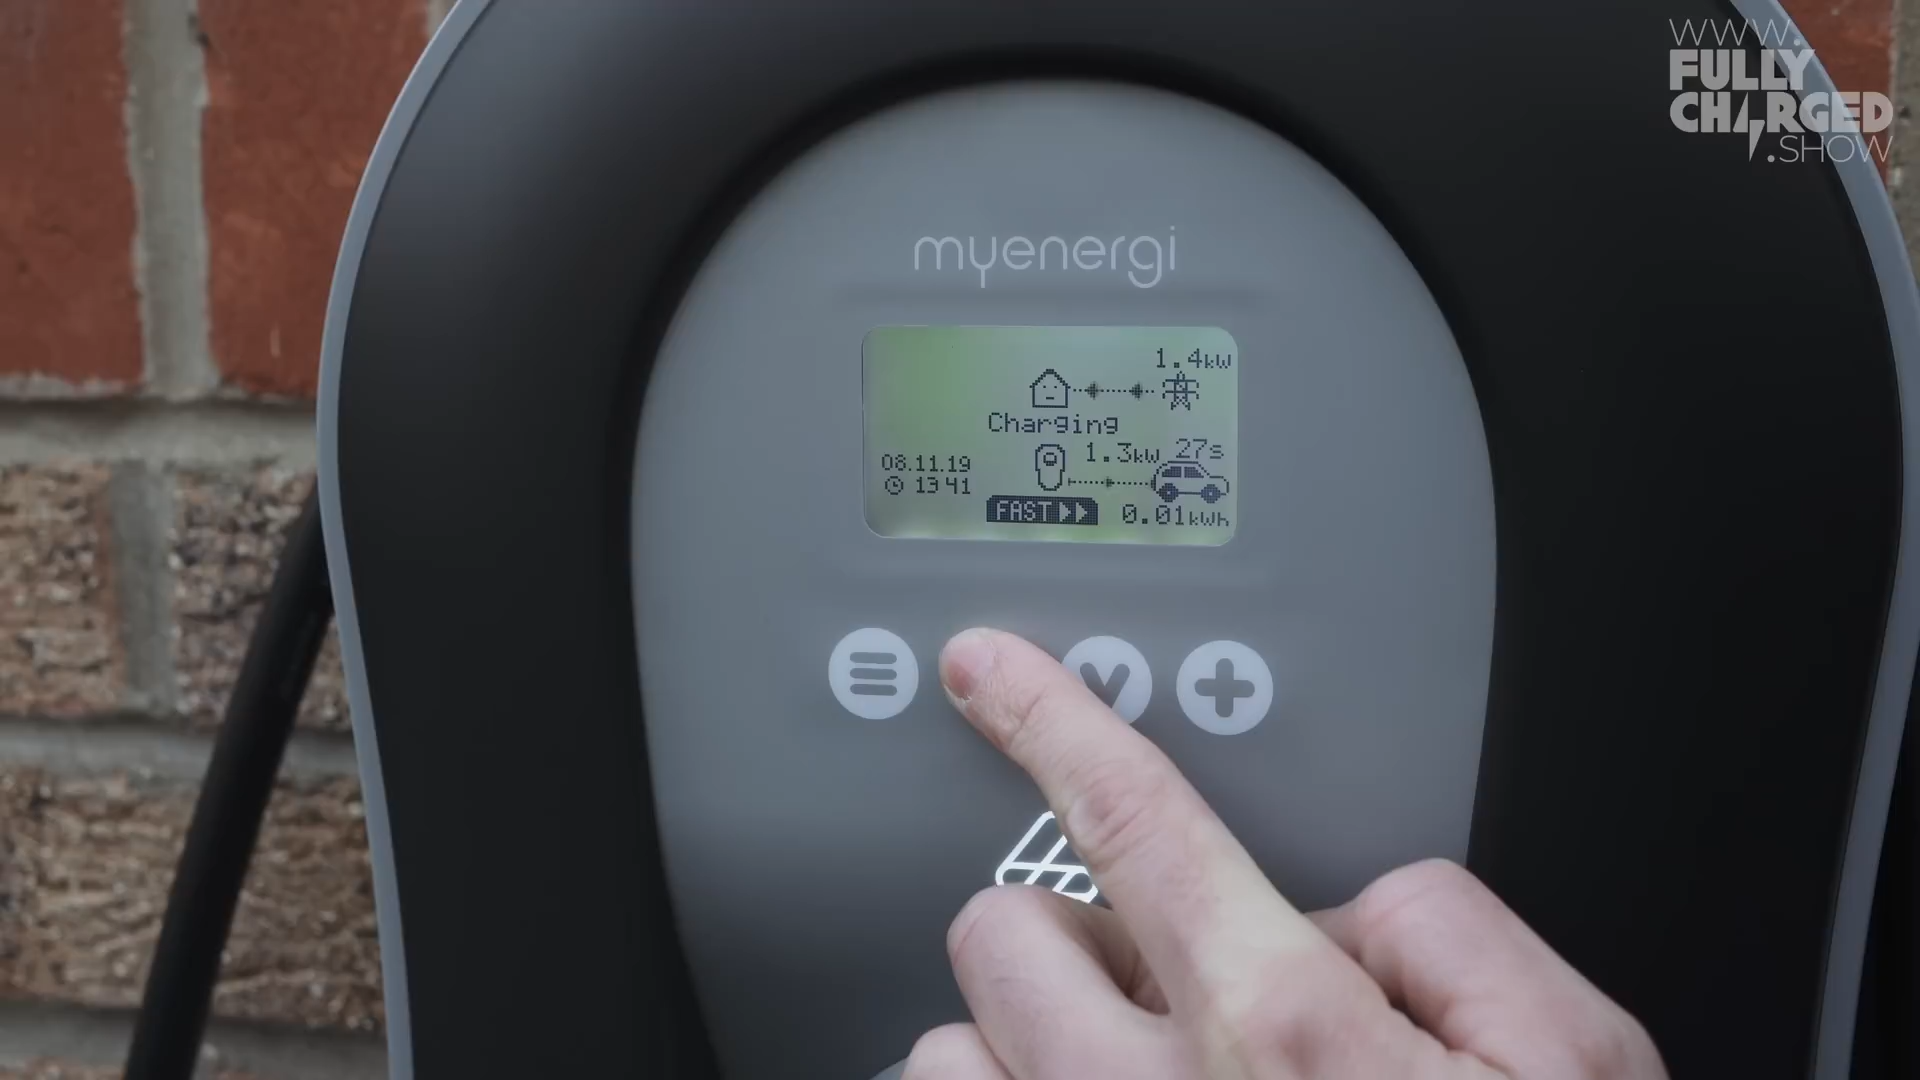 WWW.
FULLY
CHARGED
.SHOW
myenergi
1.4kW
Charging
1.3kW 27s
08.11.19
13 41
FAST
0.01kWh